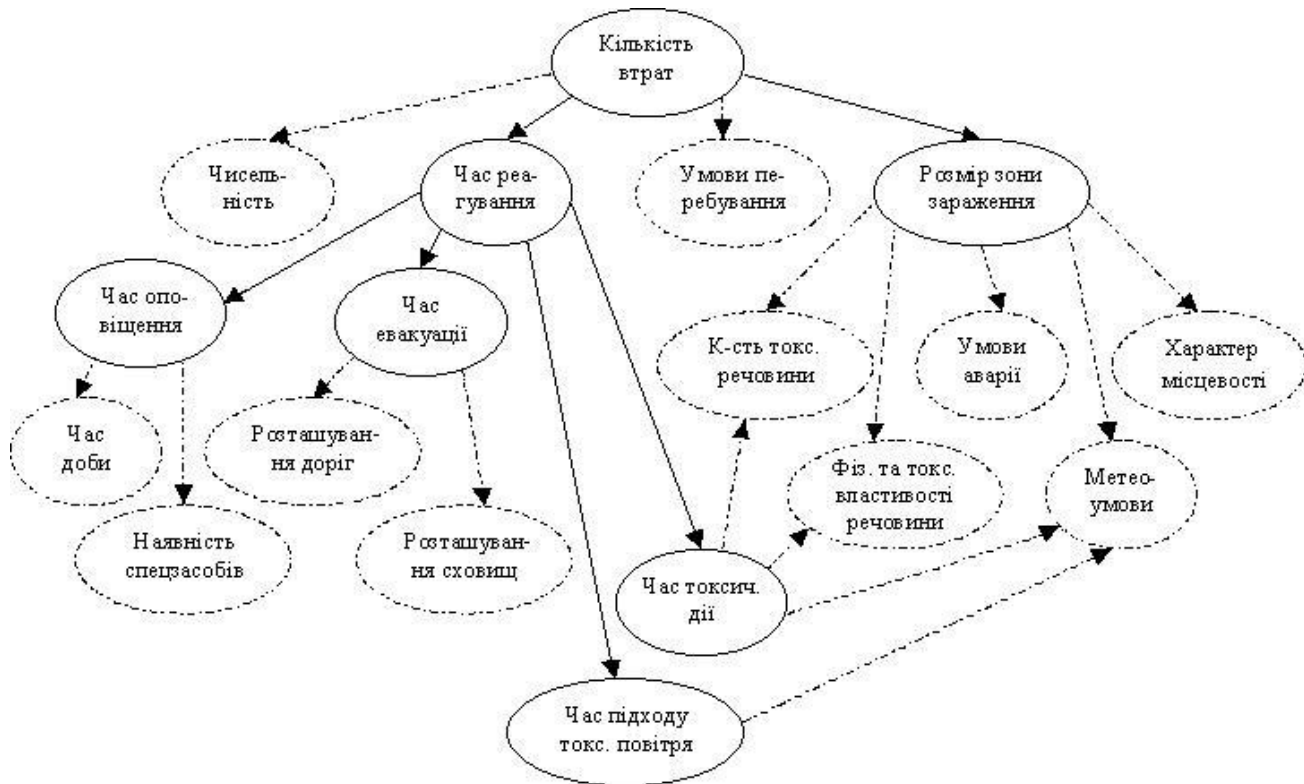 Кількість
втрат
Чисель-
ність
Час реа-
гування
Умови пе-
ребування
Розмір зони
зараження
Час опо-
віщення
Час
евакуації
К-сть токс.
речовини
Умови
аварії
Характер
місцевості
Час
доби
Розташуван-
ня доріг
Фіз. та токс.
властивості
речовини
Метео-
умови
Наявність
спецзасобів
Розташуван-
ня сховищ
Час токсич.
дії
Час підходу
токс. повітря